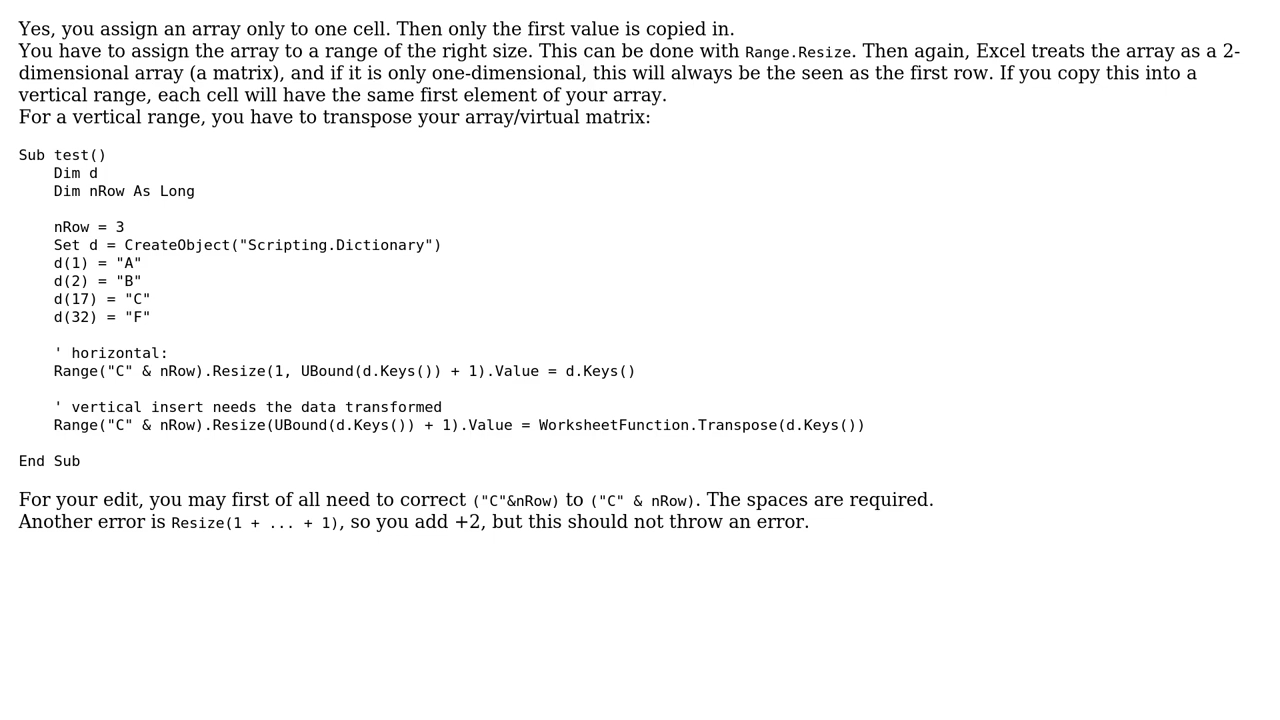 Yes, you assign an array only to one cell. Then only the first value is copied in.
You have to assign the array to a range of the right size. This can be done with Range.Resize. Then again, Excel treats the array as a 2-
dimensional array (a matrix), and if it is only one-dimensional, this will always be the seen as the first row. If you copy this into a
vertical range, each cell will have the same first element of your array.
For a vertical range, you have to transpose your array/virtual matrix:
Sub test()
    Dim d
    Dim nRow As Long
    nRow = 3
    Set d = CreateObject("Scripting.Dictionary")
    d(1) = "A"
    d(2) = "B"
    d(17) = "C"
    d(32) = "F"
    ' horizontal:
    Range("C" & nRow).Resize(1, UBound(d.Keys()) + 1).Value = d.Keys()
    ' vertical insert needs the data transformed
    Range("C" & nRow).Resize(UBound(d.Keys()) + 1).Value = WorksheetFunction.Transpose(d.Keys())
End Sub
For your edit, you may first of all need to correct ("C"&nRow) to ("C" & nRow). The spaces are required.
Another error is Resize(1 + ... + 1), so you add +2, but this should not throw an error.